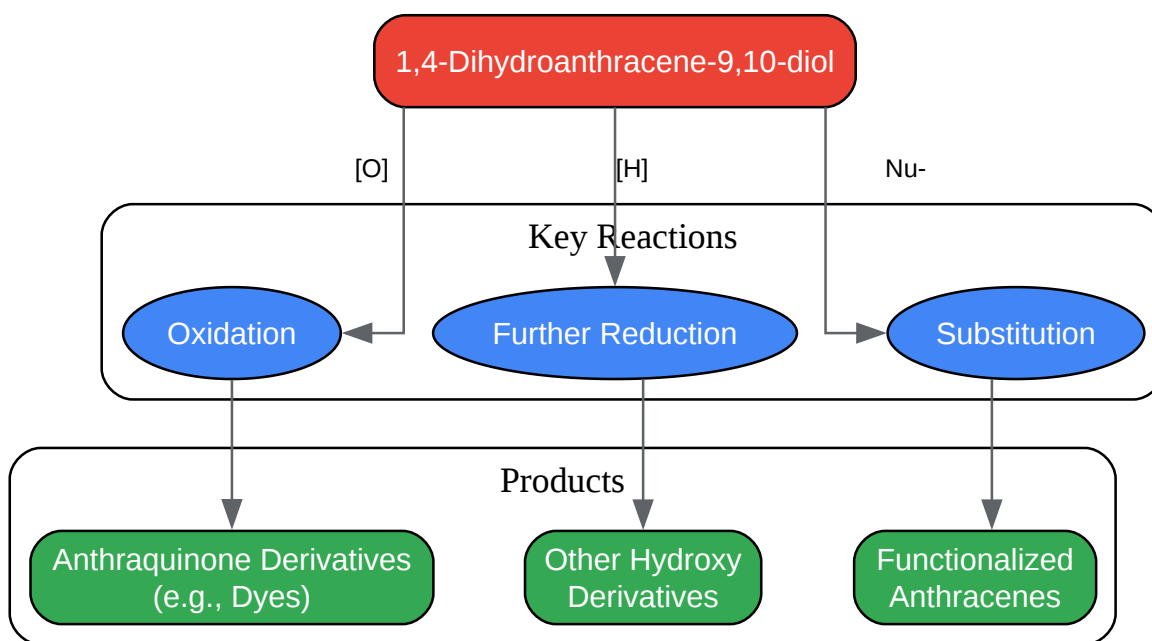 1,4-Dihydroanthracene-9,10-diol
[O]
[H]
Nu-
Key Reactions
Oxidation
Further Reduction
Substitution
Products
Anthraquinone Derivatives
(e.g., Dyes)
Other Hydroxy
Derivatives
Functionalized
Anthracenes